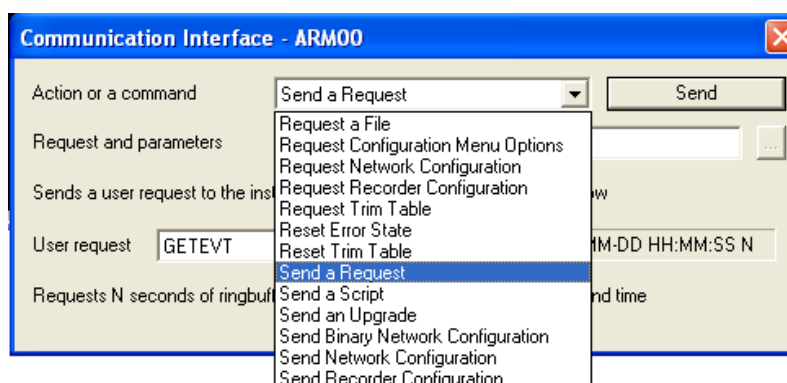 Communication Interface - ARM00
Action or a command Send a Request Send
Request a File
Request and parameters Request Configuration Menu Options ...
Request Network Configuration
Sends a user request to the inst Request Recorder Configuration ow
Request Trim Table
Reset Error State
User request GETEVT Reset Trim Table MM-DD HH:MM:SS N
Send a Request
Requests N seconds of ringbuf Send a Script nd time
Send an Upgrade
Send Binary Network Configuration
Send Network Configuration
Send Recorder Configuration